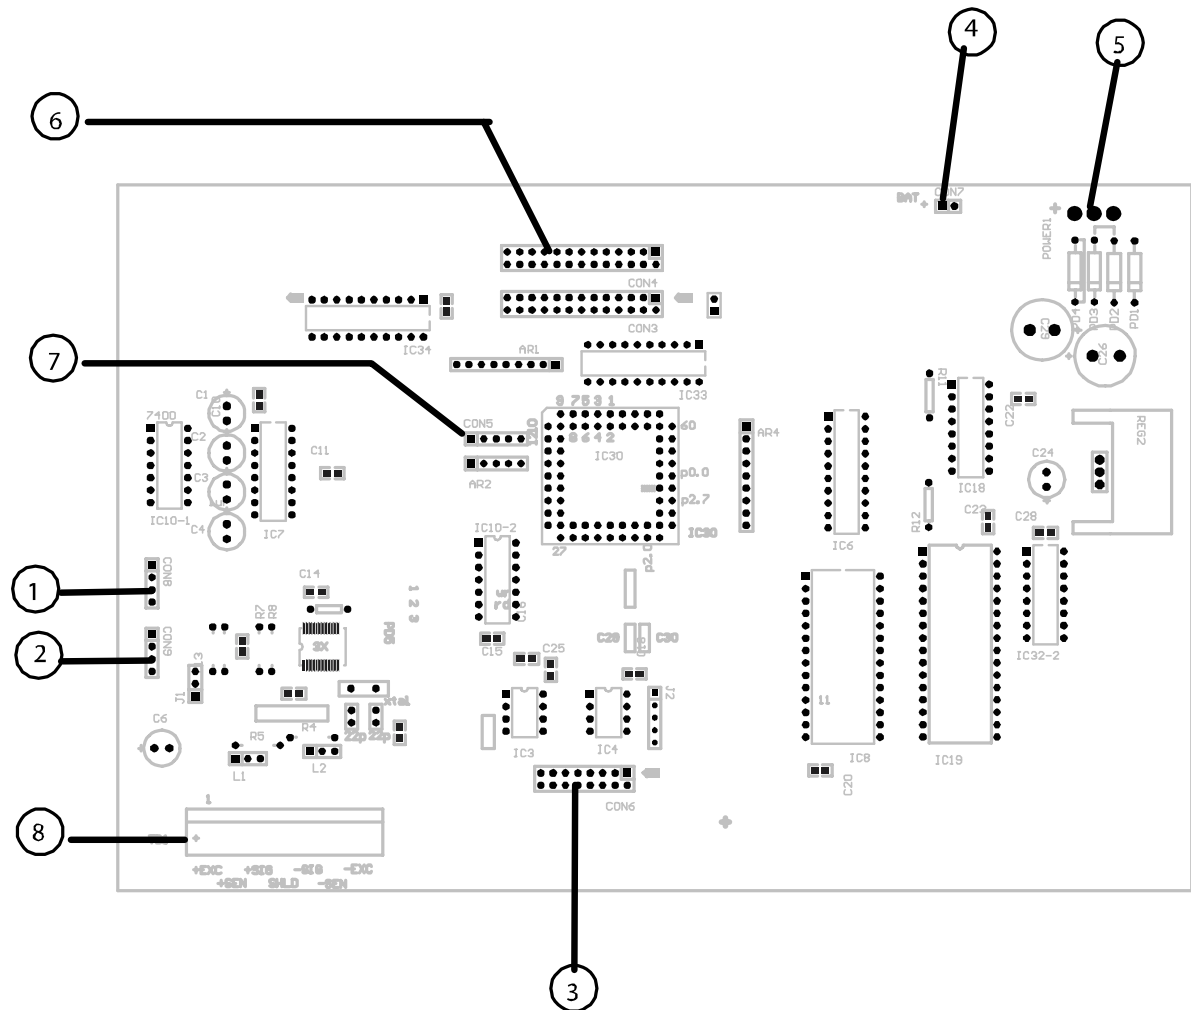 4
5
6
BAT
+
CON7
+
POWER1
CON4
CON3
IC34
7
AR1
IC33
PD3
PD2
PD1
C29
+
+
C26
R11
C1
+
7400
C2
CON5
9 7 5 3 1
60
8 6 4 2
IC30
AR4
C22
REG2
C11
C3
AR2
p0.0
p2.7
C24
+
IC18
IC10-1
C4
IC7
IC10-2
IC90
27
p2.0
IC6
R12
C28
1
CON8
C14
R7
R8
1 2 3
IC32-2
2
CON9
C15
C25
C30
J1
xtal
J2
C6
+
R5
R4
22p
22p
IC3
IC4
11
IC8
IC19
L1
L2
C20
CON6
1
8
+
+
+EXC
+SIG
-SIG
-EXC
+SEN
SHLD
-SEN
3